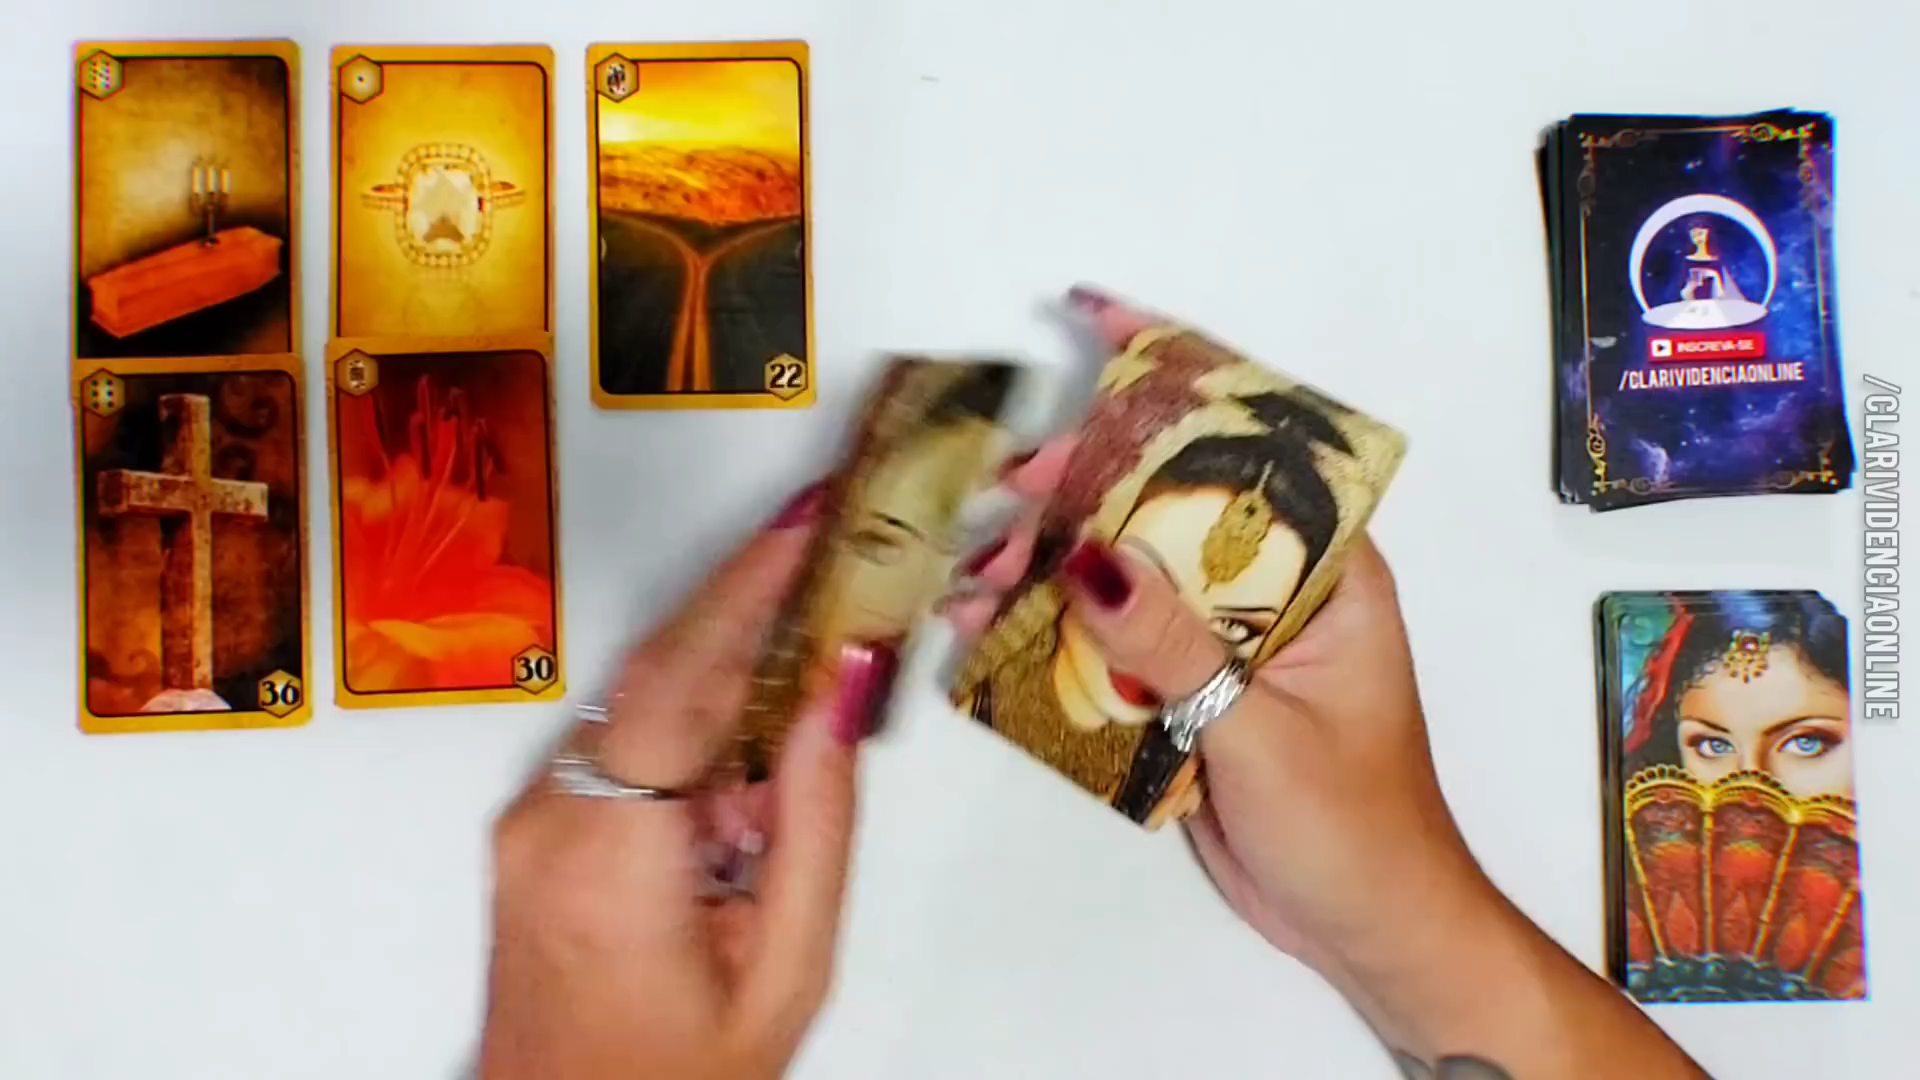 22
36
30
INSCREVA-SE
/CLARIVIDENCIAONLINE
/CLARIVIDENCIAONLINE